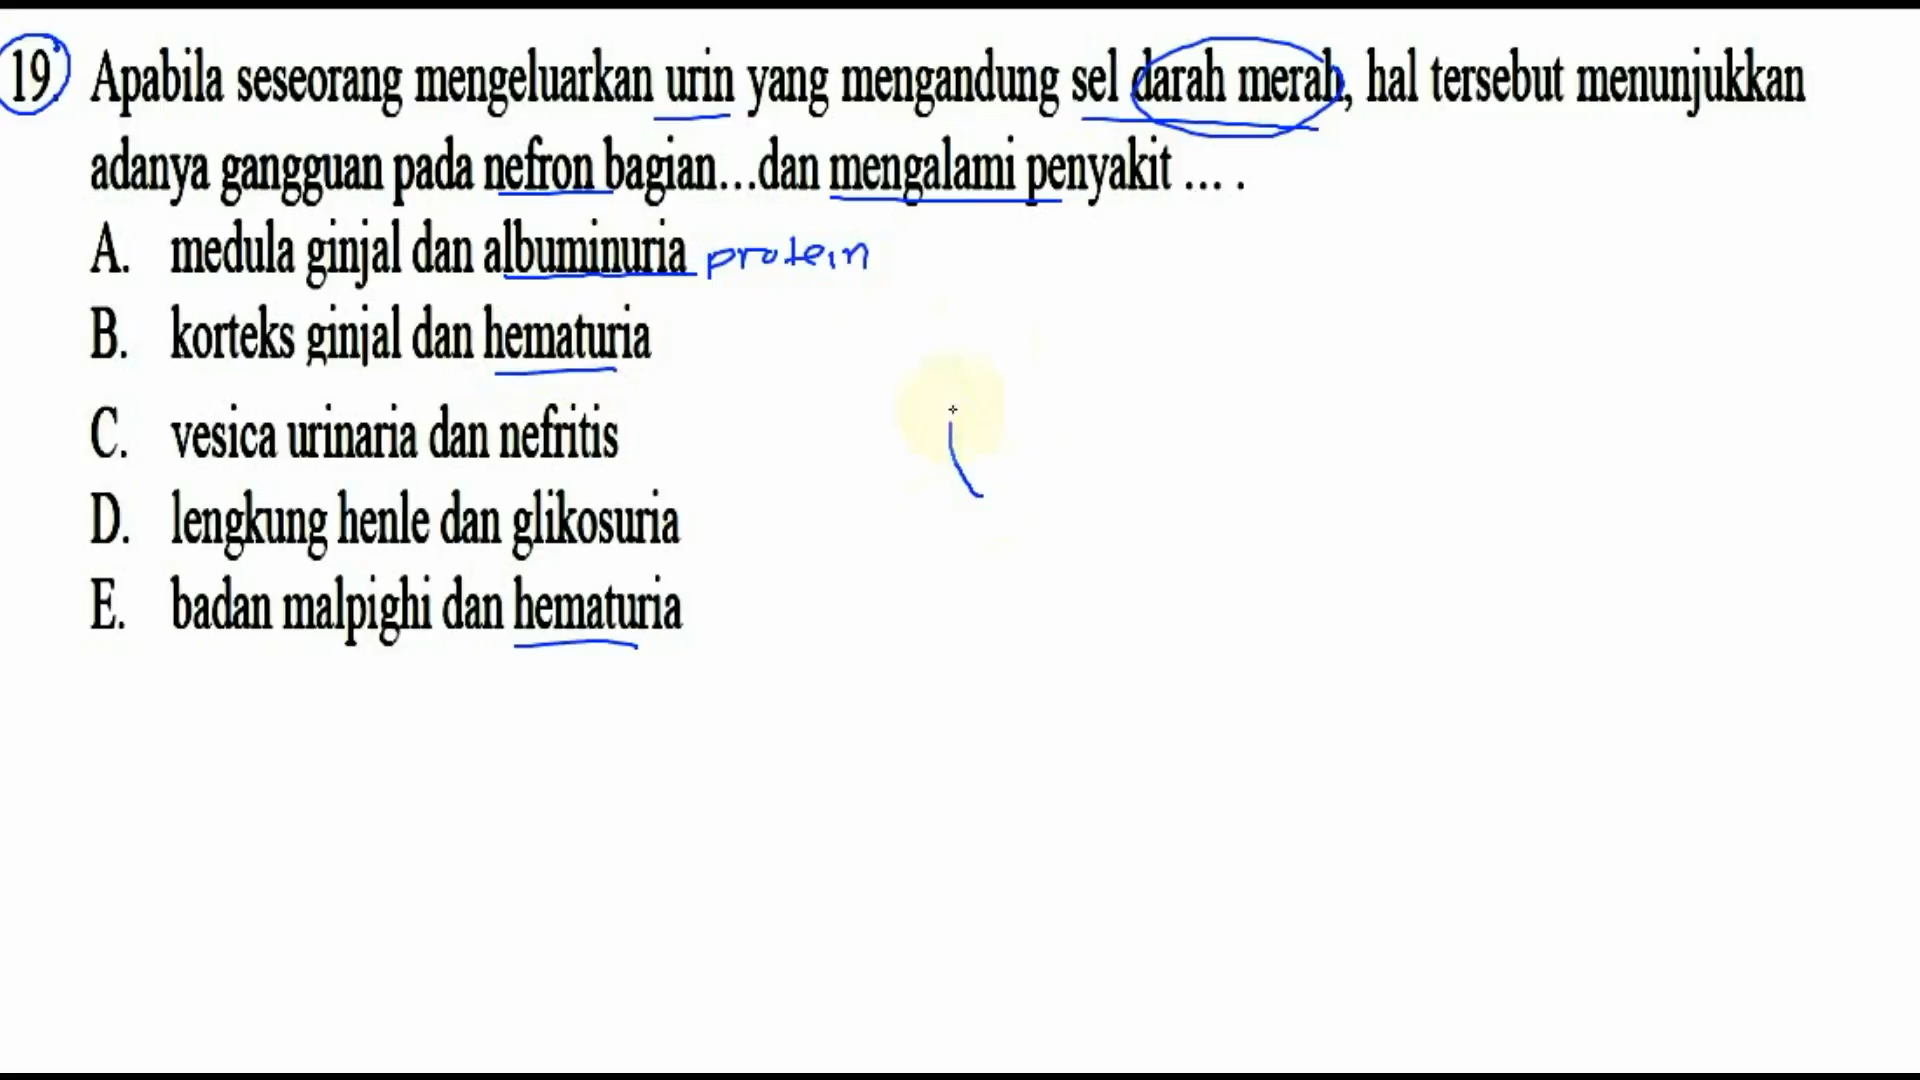 19. Apabila seseorang mengeluarkan urin yang mengandung sel darah merah, hal tersebut menunjukkan
adanya gangguan pada nefron bagian...dan mengalami penyakit ... .
A. medula ginjal dan albuminuria protein
B. korteks ginjal dan hematuria
C. vesica urinaria dan nefritis
D. lengkung henle dan glikosuria
E. badan malpighi dan hematuria